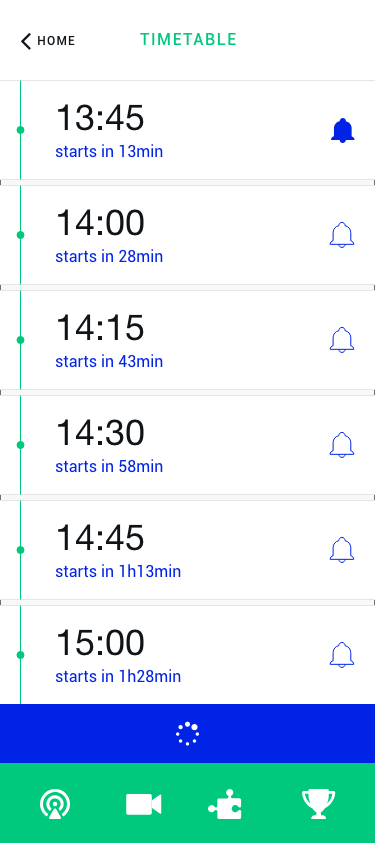 HOME
TIMETABLE
13:45
starts in 13min
14:00
starts in 28min
14:15
starts in 43min
14:30
starts in 58min
14:45
starts in 1h13min
15:00
starts in 1h28min